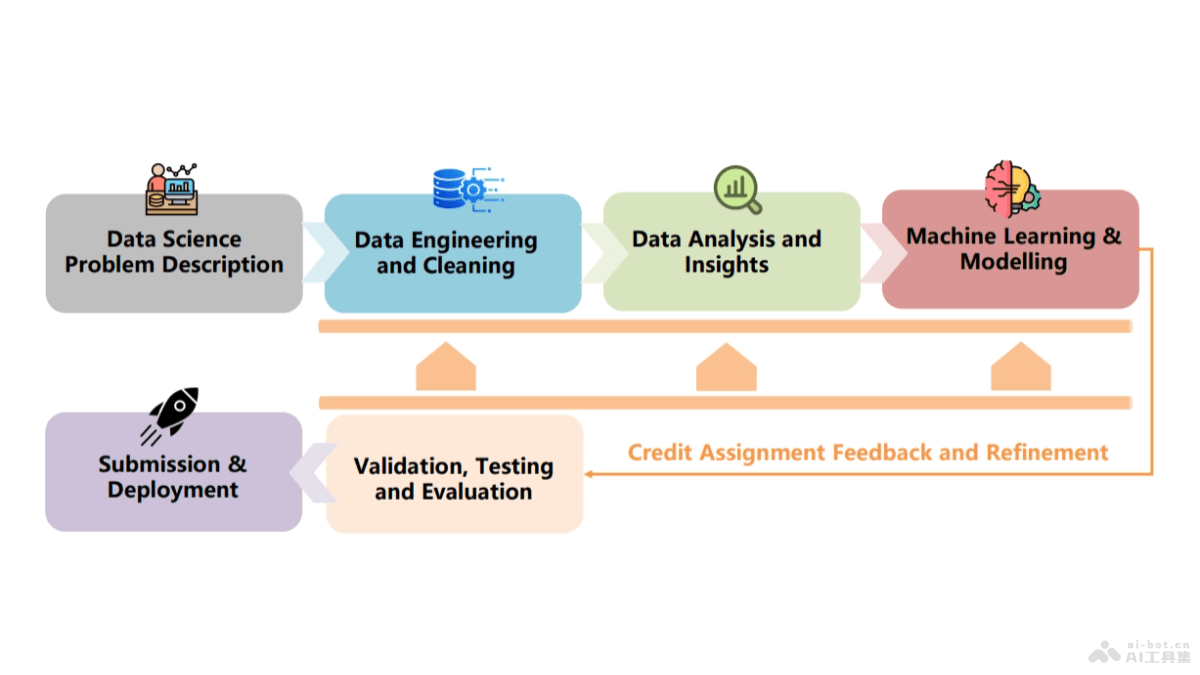 Data Science
Problem Description
Data Engineering
and Cleaning
Data Analysis and
Insights
Machine Learning &
Modelling
Credit Assignment Feedback and Refinement
Validation, Testing
and Evaluation
Submission &
Deployment
ai-bot.cn
AI工具集